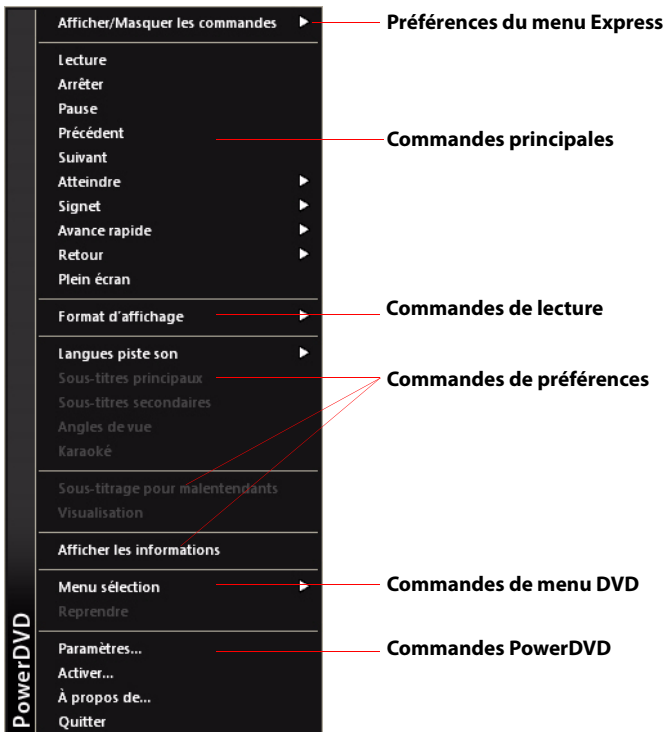 Afficher/Masquer les commandes
Préférences du menu Express
Lecture
Arrêter
Pause
Précédent
Commandes principales
Suivant
Atteindre
Signet
Avance rapide
Retour
Plein écran
Format d'affichage
Commandes de lecture
Langues piste son
Sous-titres principaux
Commandes de préférences
Sous-titres secondaires
Angles de vue
Karaoké
Sous-titrage pour malentendants
Visualisation
Afficher les informations
Menu sélection
Commandes de menu DVD
Reprendre
Paramètres...
Commandes PowerDVD
Activer...
À propos de...
Quitter
PowerDVD